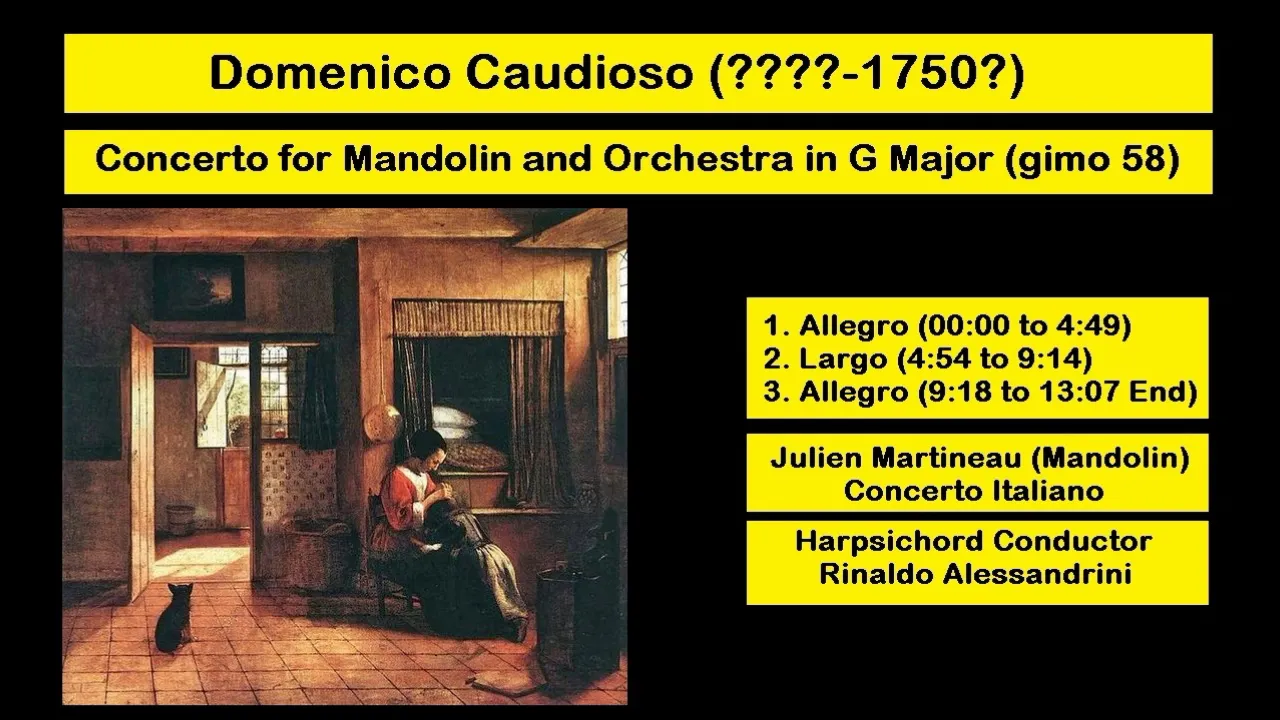 Domenico Caudioso (????-1750?)
Concerto for Mandolin and Orchestra in G Major (gimo 58)
1. Allegro (00:00 to 4:49)
2. Largo (4:54 to 9:14)
3. Allegro (9:18 to 13:07 End)
Julien Martineau (Mandolin)
Concerto Italiano
Harpsichord Conductor
Rinaldo Alessandrini